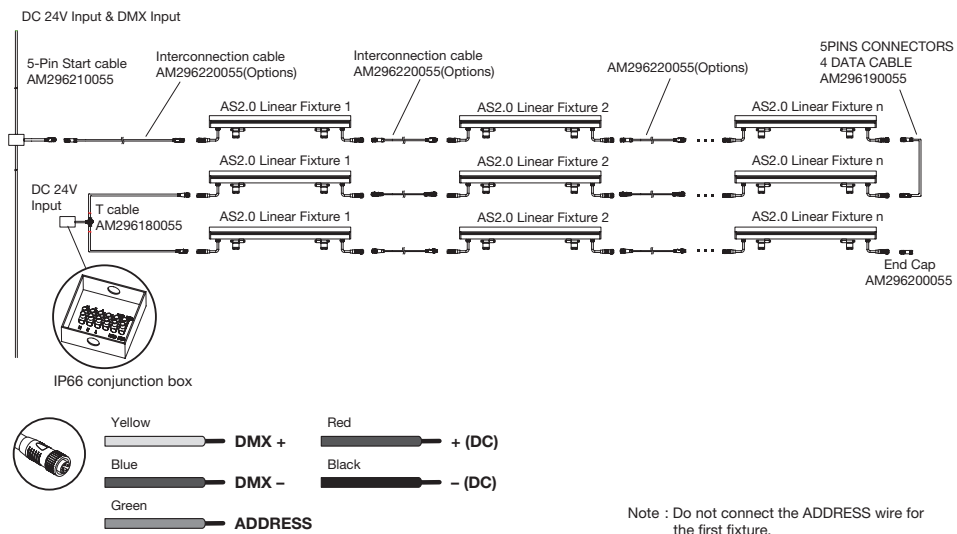 DC 24V Input & DMX Input
5-Pin Start cable
AM296210055
Interconnection cable
AM296220055(Options)
Interconnection cable
AM296220055(Options)
AM296220055(Options)
5PINS CONNECTORS
4 DATA CABLE
AM296190055
AS2.0 Linear Fixture 1
AS2.0 Linear Fixture 2
AS2.0 Linear Fixture n
AS2.0 Linear Fixture 1
AS2.0 Linear Fixture 2
AS2.0 Linear Fixture n
DC 24V
Input
T cable
AM296180055
AS2.0 Linear Fixture 1
AS2.0 Linear Fixture 2
AS2.0 Linear Fixture n
End Cap
AM296200055
IP66 conjunction box
Yellow
DMX +
Red
+ (DC)
Blue
DMX –
Black
– (DC)
Green
ADDRESS
Note : Do not connect the ADDRESS wire for
the first fixture.